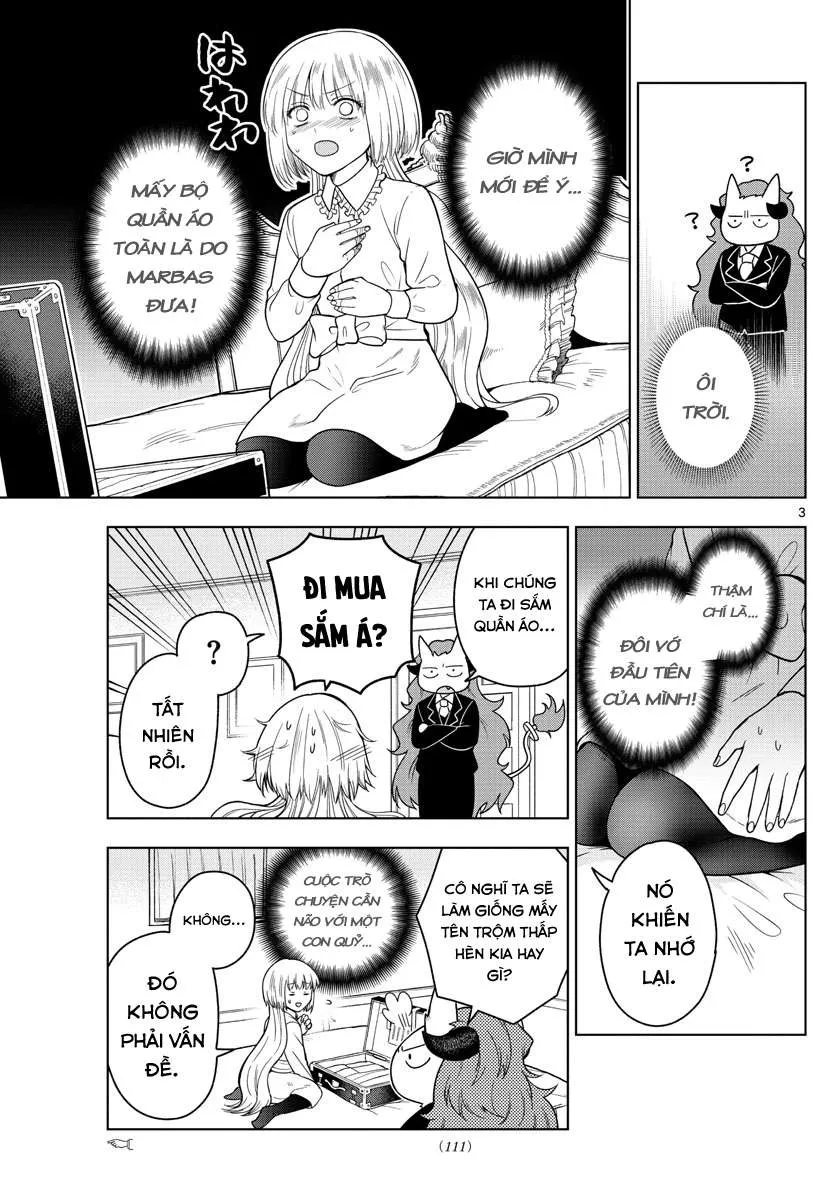 ?
?
ÔI
TRỜI.
GIỜ MÌNH
MỚI ĐỂ Ý...
はわわ
MẤY BỘ
QUẦN ÁO
TOÀN LÀ DO
MARBAS
ĐƯA!
3
THẬM
CHÍ LÀ...
ĐÔI VỚ
ĐẦU TIÊN
CỦA MÌNH!
NÓ
KHIẾN
TA NHỚ
LẠI.
KHI CHÚNG
TA ĐI SẮM
QUẦN ÁO...
ĐI MUA
SẮM Á?
?
TẤT
NHIÊN
RỒI.
CÔ NGHĨ TA SẼ
LÀM GIỐNG MẤY
TÊN TRỘM THẤP
HÈN KIA HAY
GÌ?
CUỘC TRÒ
CHUYỆN CẦN
NÃO VỚI MỘT
CON QUỶ...
KHÔNG...
ĐÓ
KHÔNG
PHẢI VẤN
ĐỀ.
(111)